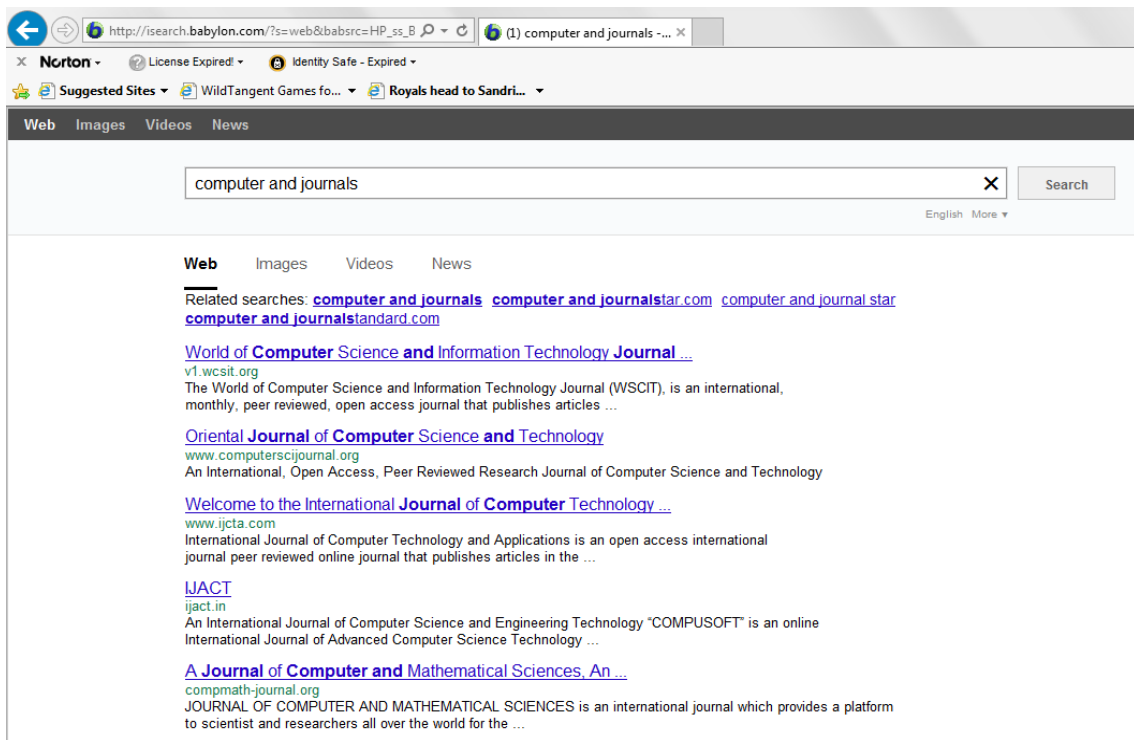 http://isearch.babylon.com/?s=web&babsrc=HP_ss_B
(1) computer and journals -...
Norton
License Expired!
Identity Safe - Expired
Suggested Sites
WildTangent Games fo...
Royals head to Sandri...
Web Images Videos News
computer and journals
Search
English More
Web Images Videos News
Related searches: computer and journals computer and journalstar.com computer and journal star
computer and journalstandard.com
World of Computer Science and Information Technology Journal ...
v1.wcsit.org
The World of Computer Science and Information Technology Journal (WSCIT), is an international,
monthly, peer reviewed, open access journal that publishes articles ...
Oriental Journal of Computer Science and Technology
www.computerscijournal.org
An International, Open Access, Peer Reviewed Research Journal of Computer Science and Technology
Welcome to the International Journal of Computer Technology ...
www.ijcta.com
International Journal of Computer Technology and Applications is an open access international
journal peer reviewed online journal that publishes articles in the ...
IJACT
ijact.in
An International Journal of Computer Science and Engineering Technology “COMPUSOFT” is an online
International Journal of Advanced Computer Science Technology ...
A Journal of Computer and Mathematical Sciences, An ...
compmath-journal.org
JOURNAL OF COMPUTER AND MATHEMATICAL SCIENCES is an international journal which provides a platform
to scientist and researchers all over the world for the ...